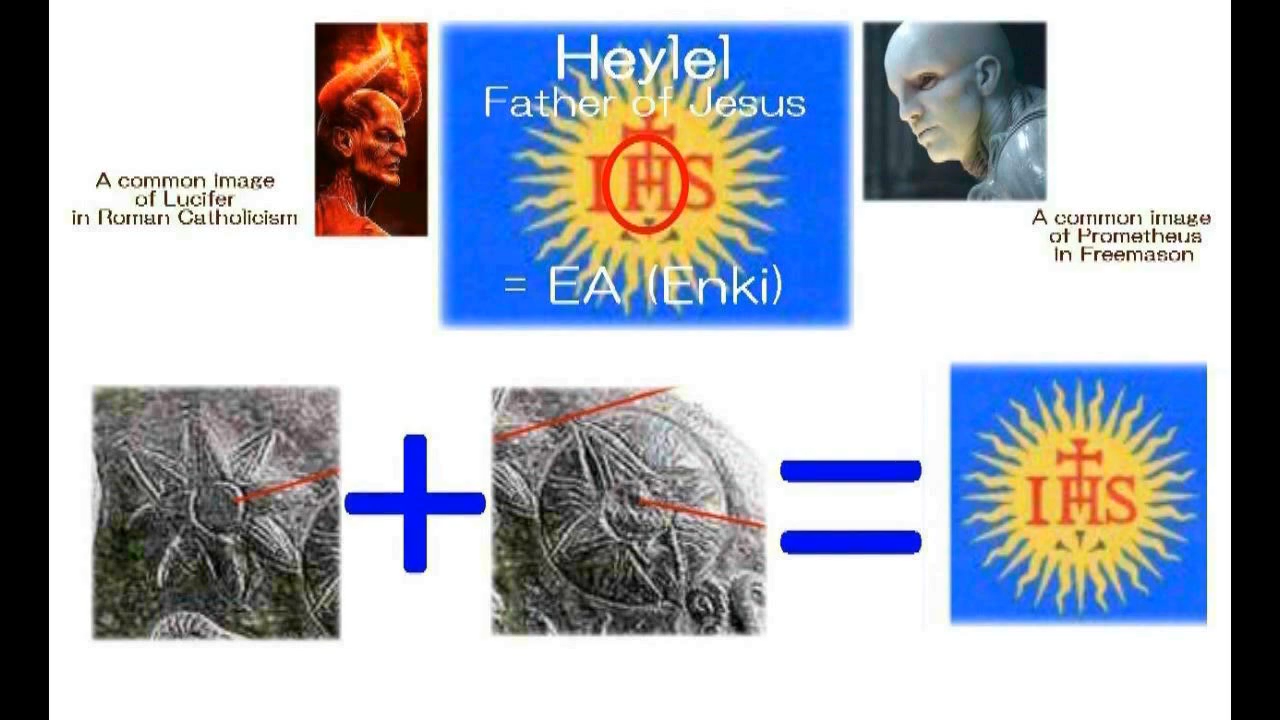 Heylel
Father of Jesus
IHS
= EA (Enki)
A common image
of Lucifer
in Roman Catholicism
A common image
of Prometheus
in Freemason
IHS